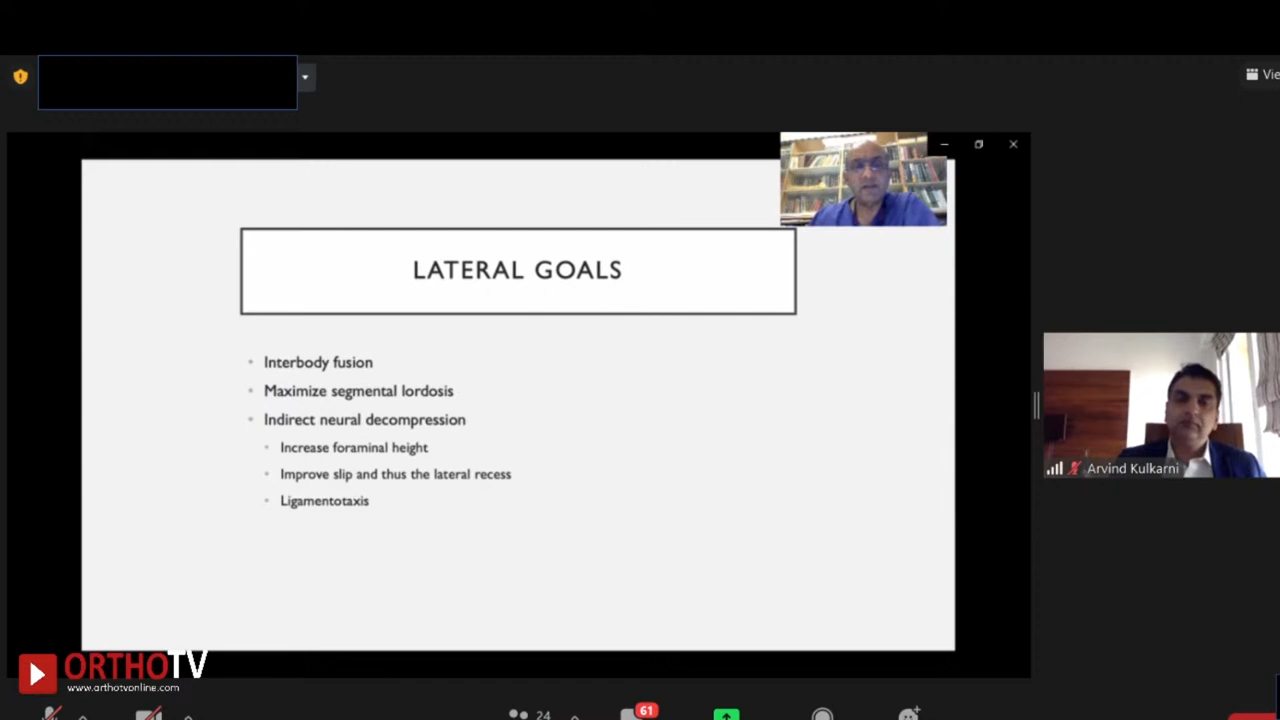 Vie
LATERAL GOALS
Interbody fusion
Maximize segmental lordosis
Indirect neural decompression
Increase foraminal height
Improve slip and thus the lateral recess
Ligamentotaxis
Arvind Kulkarni
ORTHOTV
www.orthotvonline.com
24
61